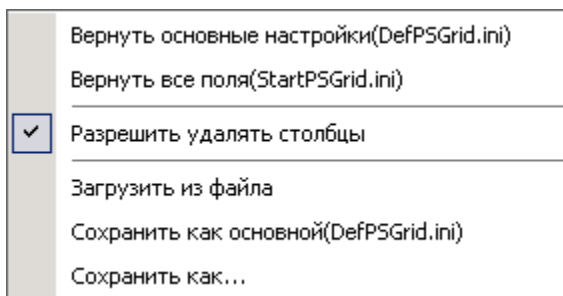 Вернуть основные настройки(DefPSGrid.ini)
Вернуть все поля(StartPSGrid.ini)
Разрешить удалять столбцы
Загрузить из файла
Сохранить как основной(DefPSGrid.ini)
Сохранить как...